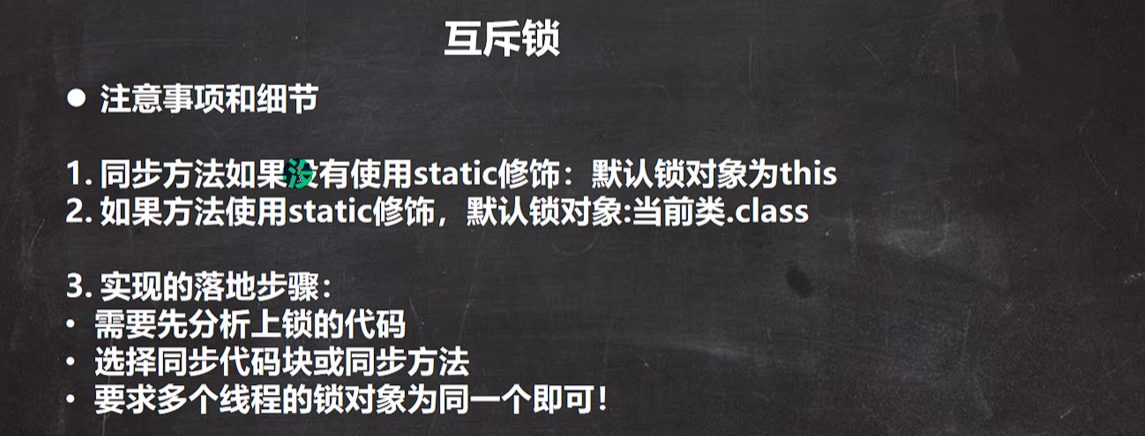 互斥锁
● 注意事项和细节
1. 同步方法如果没有使用static修饰：默认锁对象为this
2. 如果方法使用static修饰，默认锁对象:当前类.class
3. 实现的落地步骤：
• 需要先分析上锁的代码
• 选择同步代码块或同步方法
• 要求多个线程的锁对象为同一个即可！